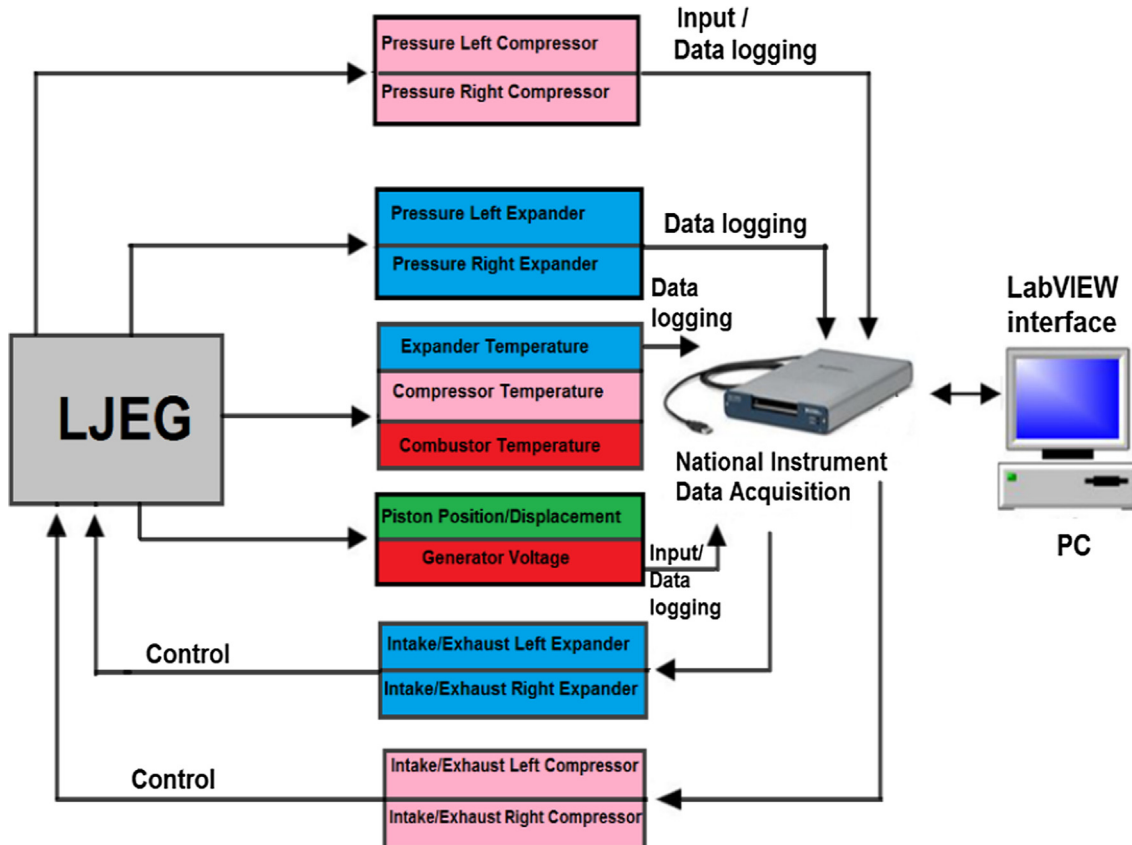 Input /
Data logging
Pressure Left Compressor
Pressure Right Compressor
Pressure Left Expander
Pressure Right Expander
Data logging
Data
logging
LabVIEW
interface
LJEG
Expander Temperature
Compressor Temperature
Combustor Temperature
National Instrument
Data Acquisition
PC
Piston Position/Displacement
Generator Voltage
Input/
Data
logging
Control
Intake/Exhaust Left Expander
Intake/Exhaust Right Expander
Control
Intake/Exhaust Left Compressor
Intake/Exhaust Right Compressor